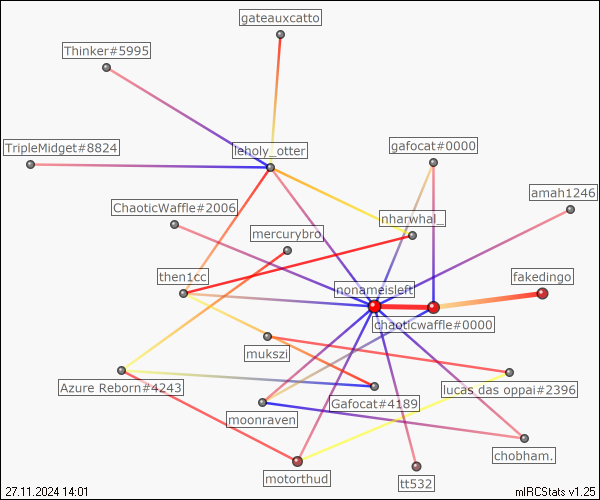 gateauxcatto
Thinker#5995
TripleMidget#8824
leholy_otter
gafocat#0000
amah1246
ChaoticWaffle#2006
nharwhal_
mercurybro
then1cc
fakedingo
nonameisleft
chaoticwaffle#0000
mukszi
Azure Reborn#4243
lucas das oppai#2396
Gafocat#4189
moonraven
chobham.
motorthud
tt532
27.11.2024 14:01
mIRCStats v1.25